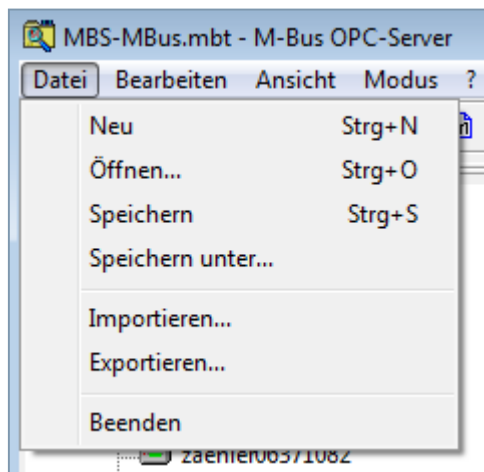 MBS-MBus.mbt - M-Bus OPC-Server
Datei Bearbeiten Ansicht Modus ?
Neu Strg+N
Öffnen... Strg+O
Speichern Strg+S
Speichern unter...
Importieren...
Exportieren...
Beenden
zaehler06371082